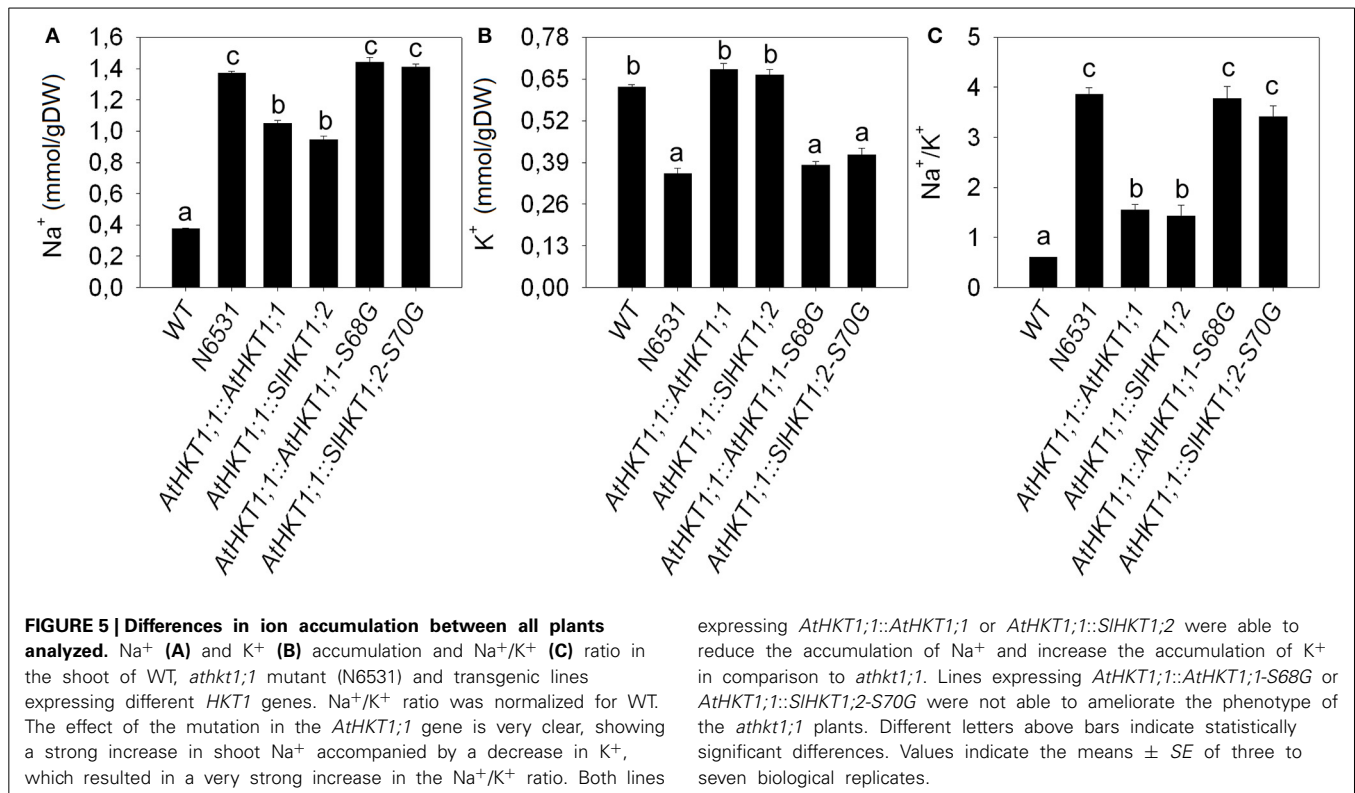 A
Na⁺ (mmol/gDW)
1,6
1,4
1,2
1,0
0,8
0,6
0,4
0,2
0,0
a
c
b
b
c
c
WT
N6531
AtHKT1;1::AtHKT1;1
AtHKT1;1::SlHKT1;2
AtHKT1;1::AtHKT1;1-S68G
AtHKT1;1::SlHKT1;2-S70G
B
K⁺ (mmol/gDW)
0,78
0,65
0,52
0,39
0,26
0,13
0,00
b
a
b
b
a
a
WT
N6531
AtHKT1;1::AtHKT1;1
AtHKT1;1::SlHKT1;2
AtHKT1;1::AtHKT1;1-S68G
AtHKT1;1::SlHKT1;2-S70G
C
Na⁺/K⁺
5
4
3
2
1
0
a
c
b
b
c
c
WT
N6531
AtHKT1;1::AtHKT1;1
AtHKT1;1::SlHKT1;2
AtHKT1;1::AtHKT1;1-S68G
AtHKT1;1::SlHKT1;2-S70G
FIGURE 5 | Differences in ion accumulation between all plants
analyzed. Na⁺ (A) and K⁺ (B) accumulation and Na⁺/K⁺ (C) ratio in
the shoot of WT, athkt1;1 mutant (N6531) and transgenic lines
expressing different HKT1 genes. Na⁺/K⁺ ratio was normalized for WT.
The effect of the mutation in the AtHKT1;1 gene is very clear, showing
a strong increase in shoot Na⁺ accompanied by a decrease in K⁺,
which resulted in a very strong increase in the Na⁺/K⁺ ratio. Both lines
expressing AtHKT1;1::AtHKT1;1 or AtHKT1;1::SlHKT1;2 were able to
reduce the accumulation of Na⁺ and increase the accumulation of K⁺
in comparison to athkt1;1. Lines expressing AtHKT1;1::AtHKT1;1-S68G or
AtHKT1;1::SlHKT1;2-S70G were not able to ameliorate the phenotype of
the athkt1;1 plants. Different letters above bars indicate statistically
significant differences. Values indicate the means ± SE of three to
seven biological replicates.